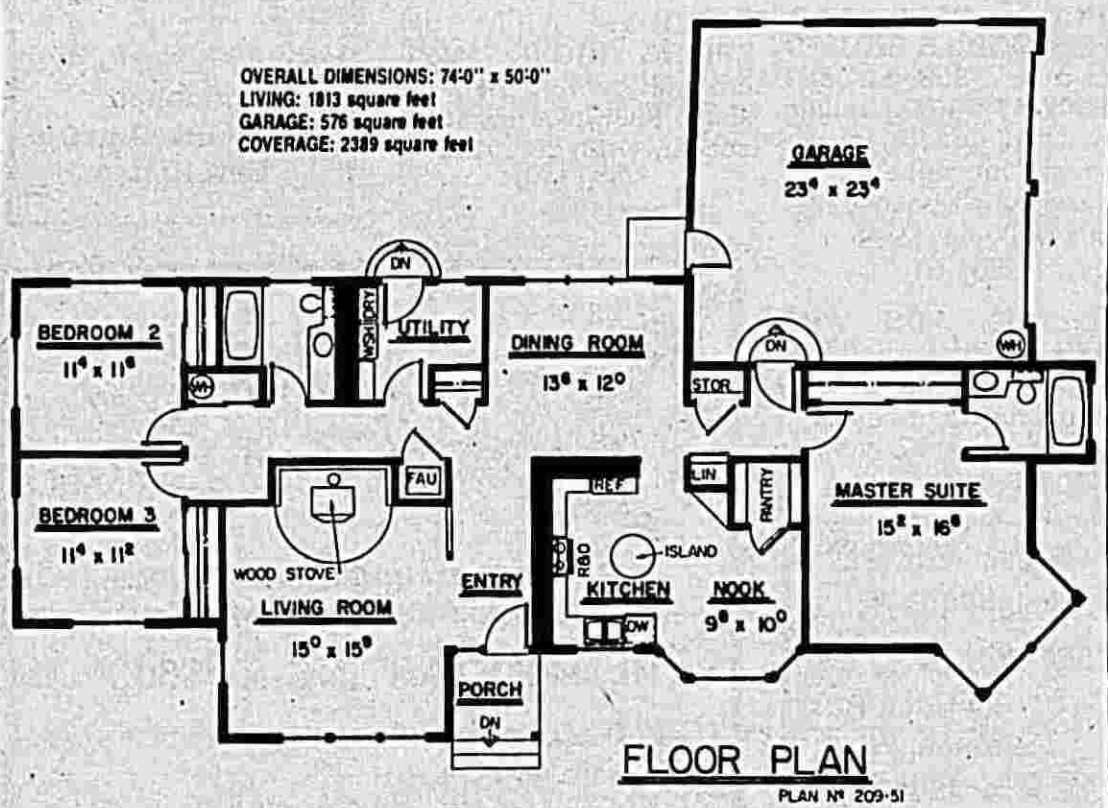 OVERALL DIMENSIONS: 74'-0" x 50'-0"
LIVING: 1813 square feet
GARAGE: 576 square feet
COVERAGE: 2389 square feet
GARAGE
23⁴ x 23⁴
DN
BEDROOM 2
11⁴ x 11⁶
WH
WSH DRY
UTILITY
DINING ROOM
13⁶ x 12⁰
STOR
DN
WH
FAU
REF
LIN
PANTRY
MASTER SUITE
15² x 16⁸
BEDROOM 3
11⁴ x 11²
WOOD STOVE
LIVING ROOM
15⁰ x 15⁸
ENTRY
R&O
ISLAND
KITCHEN
NOOK
9⁸ x 10⁰
DW
PORCH
DN
FLOOR PLAN
PLAN Nº 209-51